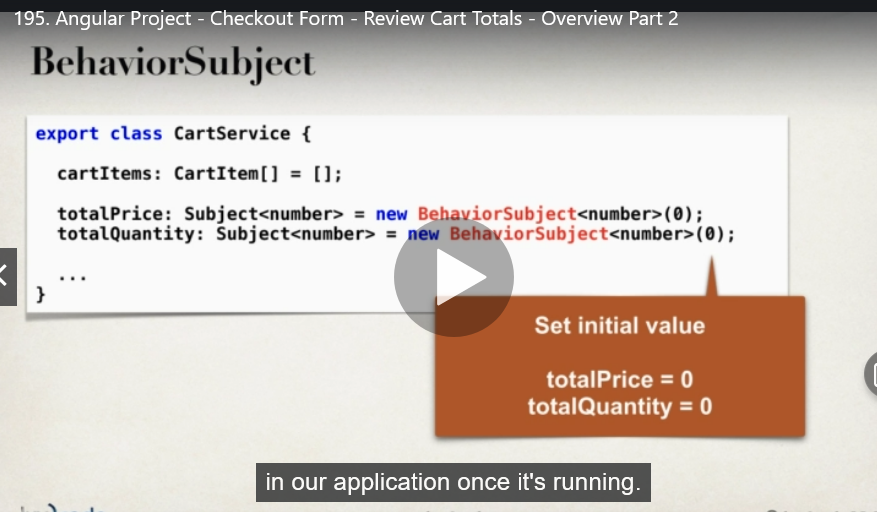 195. Angular Project - Checkout Form - Review Cart Totals - Overview Part 2
BehaviorSubject
export class CartService {
cartItems: CartItem[] = [];
totalPrice: Subject<number> = new BehaviorSubject<number>(0);
totalQuantity: Subject<number> = new BehaviorSubject<number>(0);
...
}
Set initial value
totalPrice = 0
totalQuantity = 0
in our application once it's running.